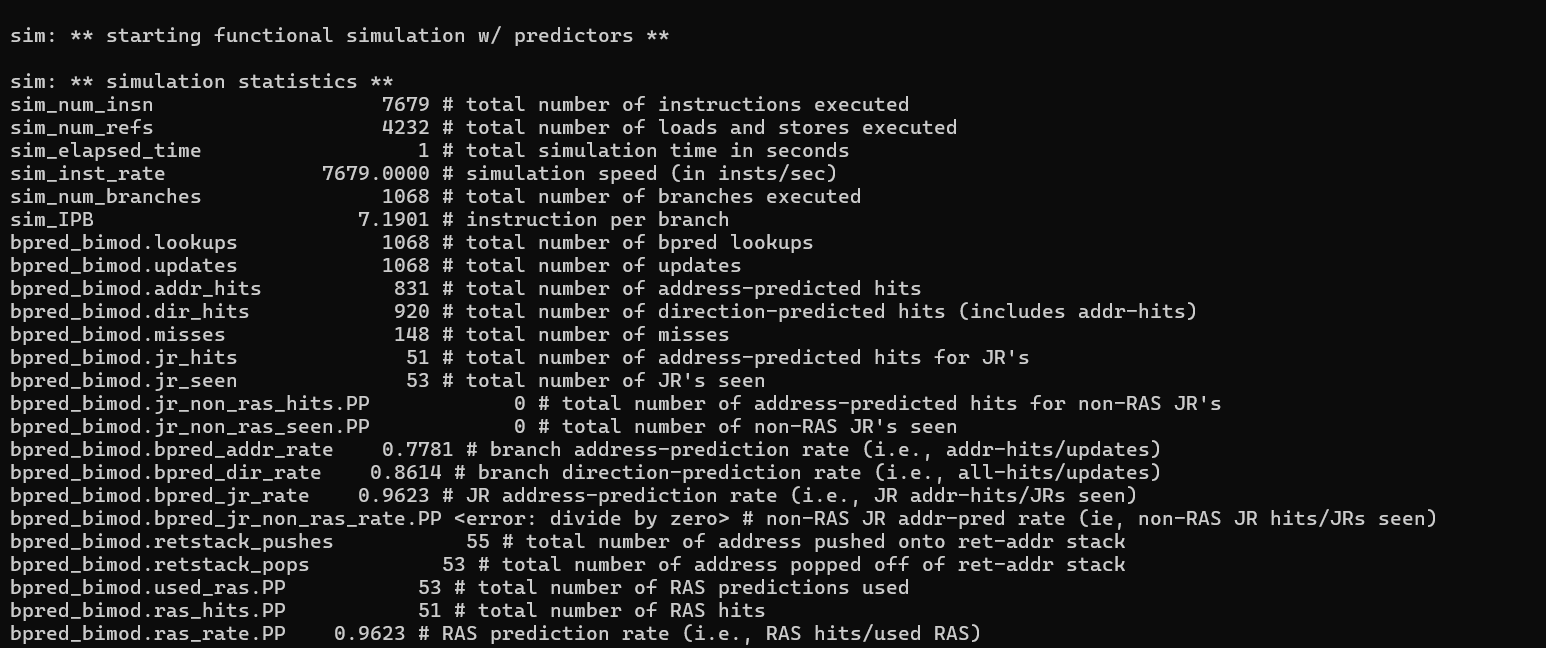 sim: ** starting functional simulation w/ predictors **
sim: ** simulation statistics **
sim_num_insn                   7679 # total number of instructions executed
sim_num_refs                   4232 # total number of loads and stores executed
sim_elapsed_time                  1 # total simulation time in seconds
sim_inst_rate             7679.0000 # simulation speed (in insts/sec)
sim_num_branches               1068 # total number of branches executed
sim_IPB                      7.1901 # instruction per branch
bpred_bimod.lookups            1068 # total number of bpred lookups
bpred_bimod.updates            1068 # total number of updates
bpred_bimod.addr_hits           831 # total number of address-predicted hits
bpred_bimod.dir_hits            920 # total number of direction-predicted hits (includes addr-hits)
bpred_bimod.misses              148 # total number of misses
bpred_bimod.jr_hits              51 # total number of address-predicted hits for JR's
bpred_bimod.jr_seen              53 # total number of JR's seen
bpred_bimod.jr_non_ras_hits.PP            0 # total number of address-predicted hits for non-RAS JR's
bpred_bimod.jr_non_ras_seen.PP            0 # total number of non-RAS JR's seen
bpred_bimod.bpred_addr_rate    0.7781 # branch address-prediction rate (i.e., addr-hits/updates)
bpred_bimod.bpred_dir_rate    0.8614 # branch direction-prediction rate (i.e., all-hits/updates)
bpred_bimod.bpred_jr_rate    0.9623 # JR address-prediction rate (i.e., JR addr-hits/JRs seen)
bpred_bimod.bpred_jr_non_ras_rate.PP <error: divide by zero> # non-RAS JR addr-pred rate (ie, non-RAS JR hits/JRs seen)
bpred_bimod.retstack_pushes           55 # total number of address pushed onto ret-addr stack
bpred_bimod.retstack_pops           53 # total number of address popped off of ret-addr stack
bpred_bimod.used_ras.PP           53 # total number of RAS predictions used
bpred_bimod.ras_hits.PP           51 # total number of RAS hits
bpred_bimod.ras_rate.PP    0.9623 # RAS prediction rate (i.e., RAS hits/used RAS)